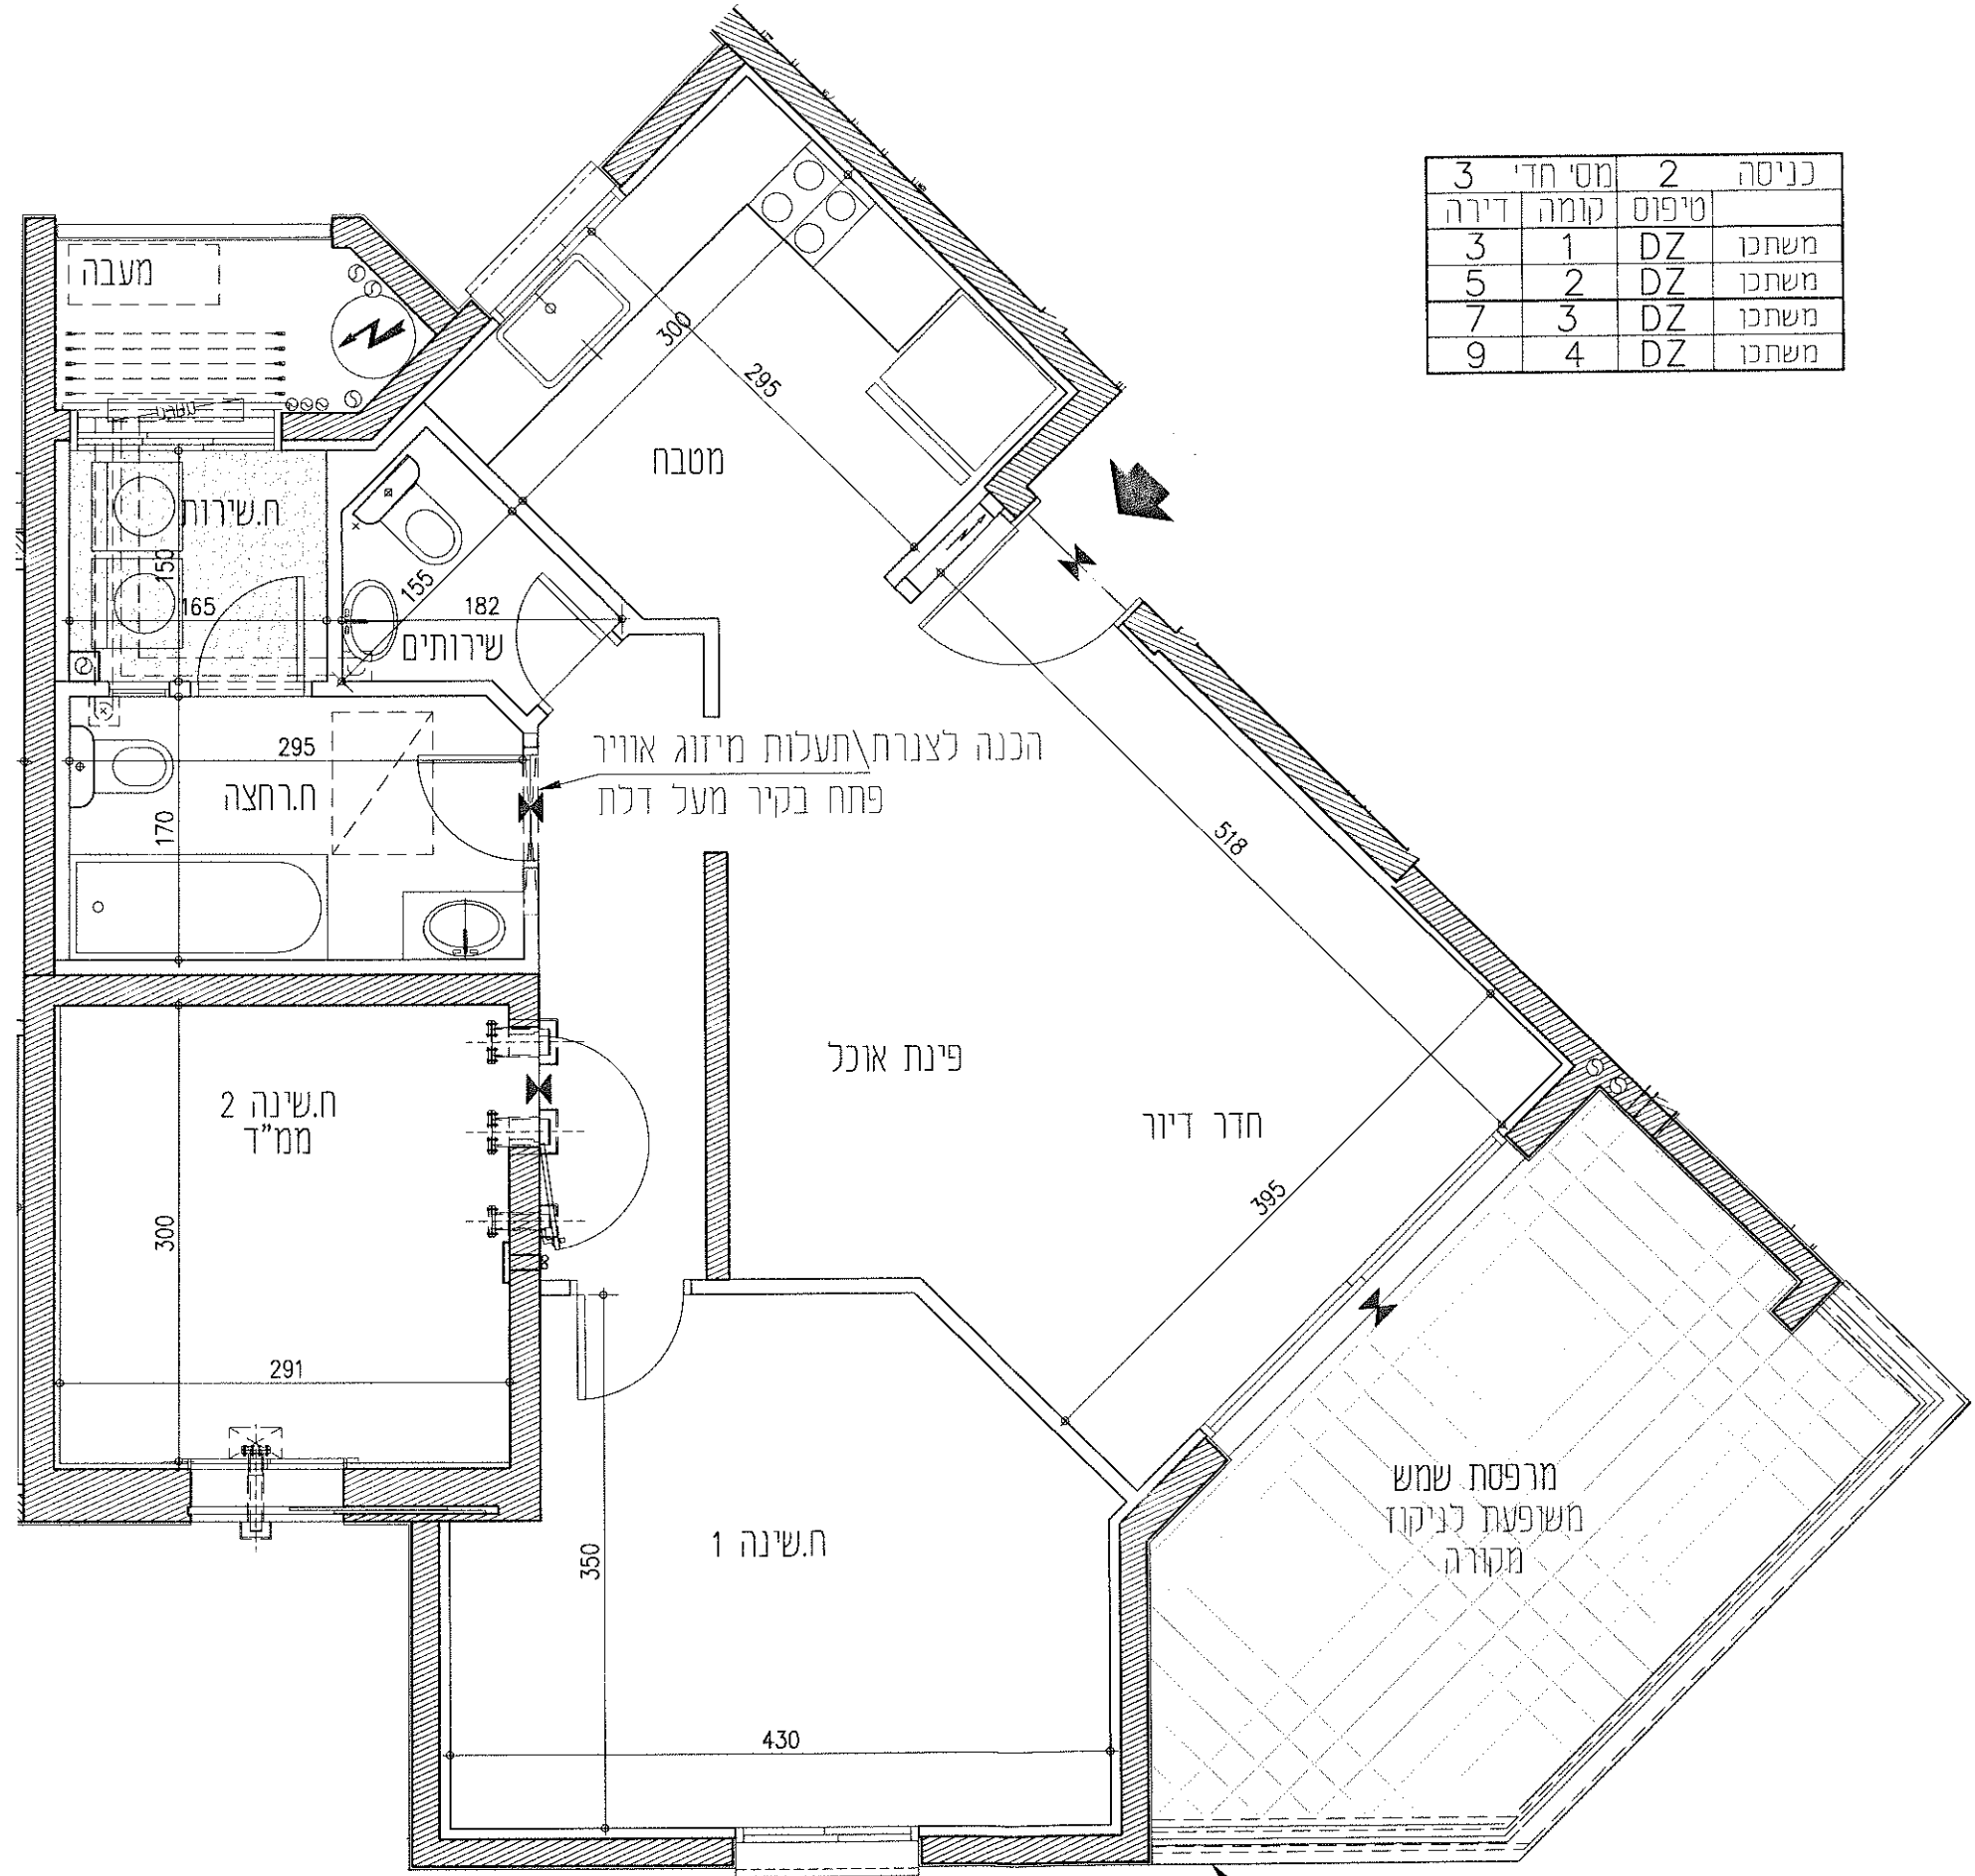 כניסה 2 מס' חד' 3
טיפוס קומה דירה
משתכן DZ 1 3
משתכן DZ 2 5
משתכן DZ 3 7
משתכן DZ 4 9
מעבה
300
295
מטבח
ח.שירות
150
165
155
182
שירותים
הכנה לצנרת\תעלות מיזוג אוויר
פתח בקיר מעל דלת
295
ח.רחצה
170
518
פינת אוכל
חדר דיור
395
ח.שינה 2
ממ"ד
300
291
מרפסת שמש
משופעת לניקוז
מקורה
ח.שינה 1
350
430